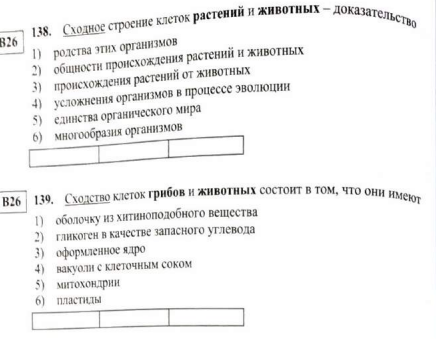 B26
138. Сходное строение клеток растений и животных – доказательство
1) родства этих организмов
2) общности происхождения растений и животных
3) происхождения растений от животных
4) усложнения организмов в процессе эволюции
5) единства органического мира
6) многообразия организмов
B26
139. Сходство клеток грибов и животных состоит в том, что они имеют
1) оболочку из хитиноподобного вещества
2) гликоген в качестве запасного углевода
3) оформленное ядро
4) вакуоли с клеточным соком
5) митохондрии
6) пластиды